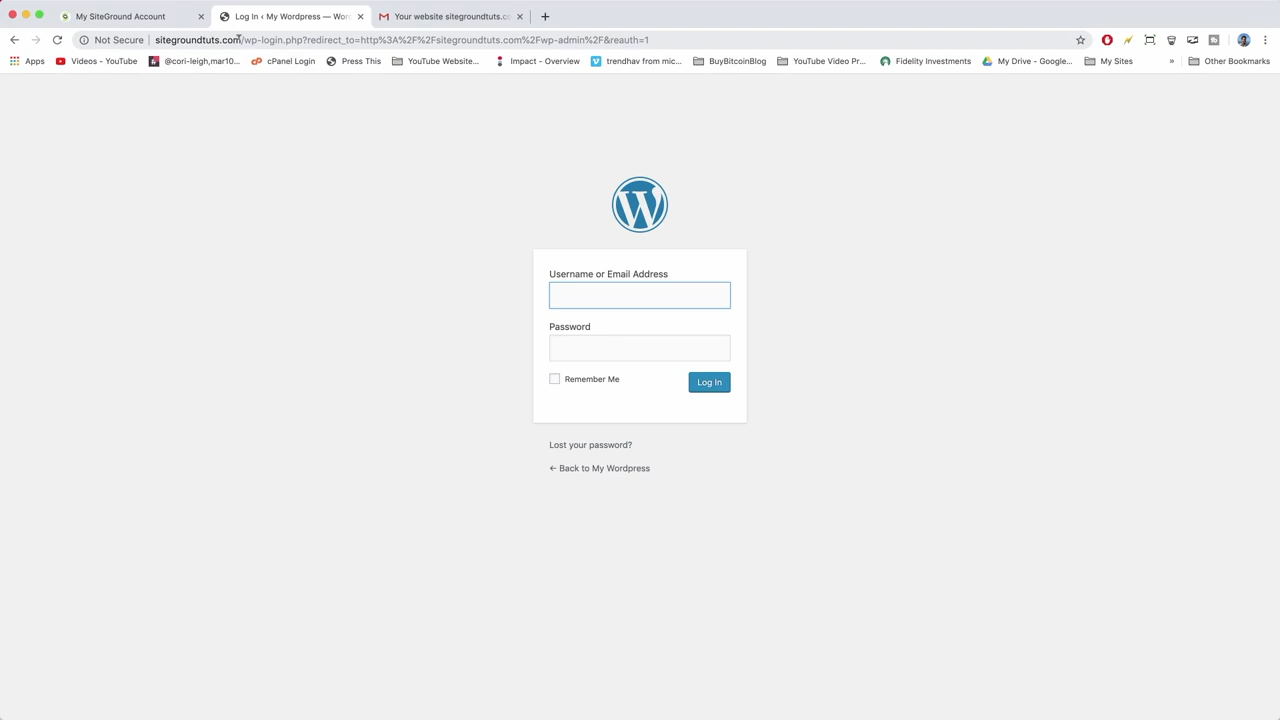 My SiteGround Account
Log In ‹ My Wordpress — Wor
Your website sitegroundtuts.c
Not Secure
sitegroundtuts.com/wp-login.php?redirect_to=http%3A%2F%2Fsitegroundtuts.com%2Fwp-admin%2F&reauth=1
Apps
Videos - YouTube
@cori-leigh,mar10...
cPanel Login
Press This
YouTube Website...
Impact - Overview
trendhav from mic...
BuyBitcoinBlog
YouTube Video Pr...
Fidelity Investments
My Drive - Google...
My Sites
»
Other Bookmarks
Username or Email Address
Password
Remember Me
Log In
Lost your password?
← Back to My Wordpress